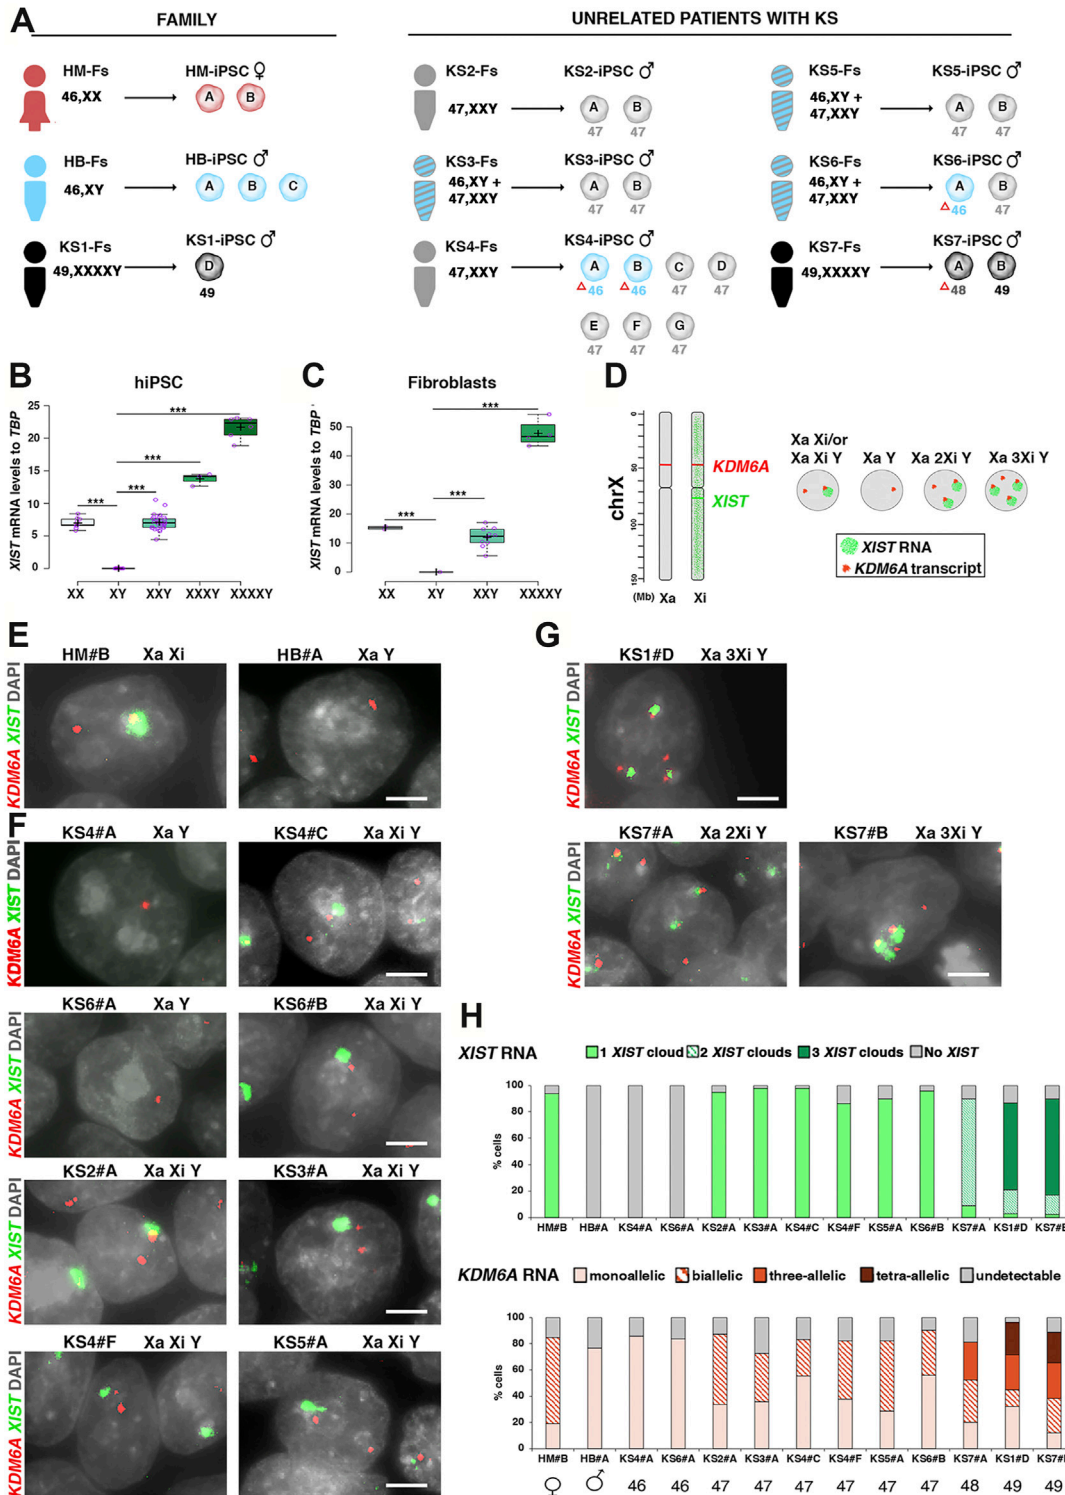 A
FAMILY
UNRELATED PATIENTS WITH KS
HM-Fs
46,XX
HM-iPSC ♀
A B
HB-Fs
46,XY
HB-iPSC ♂
A B C
KS1-Fs
49,XXXXY
KS1-iPSC ♂
D
49
KS2-Fs
47,XXY
KS2-iPSC ♂
A B
47 47
KS3-Fs
46,XY +
47,XXY
KS3-iPSC ♂
A B
47 47
KS4-Fs
47,XXY
KS4-iPSC ♂
A B C D
46 46 47 47
E F G
47 47 47
KS5-Fs
46,XY +
47,XXY
KS5-iPSC ♂
A B
47 47
KS6-Fs
46,XY +
47,XXY
KS6-iPSC ♂
A B
46 47
KS7-Fs
49,XXXXY
KS7-iPSC ♂
A B
48 49
B
hiPSC
XIST mRNA levels to TBP
25
20
15
10
5
0
***
***
***
***
XX XY XXY XXXY XXXXY
C
Fibroblasts
XIST mRNA levels to TBP
50
40
30
20
10
0
***
***
***
XX XY XXY XXXXY
D
chrX
0
50
100
150
(Mb) Xa Xi
KDM6A
XIST
Xa Xi/or
Xa Xi Y
Xa Y
Xa 2Xi Y
Xa 3Xi Y
XIST RNA
KDM6A transcript
E
KDM6A XIST DAPI
HM#B Xa Xi
HB#A Xa Y
F
KDM6A XIST DAPI
KS4#A Xa Y
KS4#C Xa Xi Y
KDM6A XIST DAPI
KS6#A Xa Y
KS6#B Xa Xi Y
KDM6A XIST DAPI
KS2#A Xa Xi Y
KS3#A Xa Xi Y
KDM6A XIST DAPI
KS4#F Xa Xi Y
KS5#A Xa Xi Y
G
KDM6A XIST DAPI
KS1#D Xa 3Xi Y
KDM6A XIST DAPI
KS7#A Xa 2Xi Y
KS7#B Xa 3Xi Y
H
XIST RNA
1 XIST cloud 2 XIST clouds 3 XIST clouds No XIST
% cells
100
80
60
40
20
0
HM#B HB#A KS4#A KS6#A KS2#A KS3#A KS4#C KS4#F KS5#A KS6#B KS7#A KS1#D KS7#B
KDM6A RNA
monoallelic biallelic three-allelic tetra-allelic undetectable
% cells
100
80
60
40
20
0
HM#B HB#A KS4#A KS6#A KS2#A KS3#A KS4#C KS4#F KS5#A KS6#B KS7#A KS1#D KS7#B
♀ ♂ 46 46 47 47 47 47 47 47 48 49 49